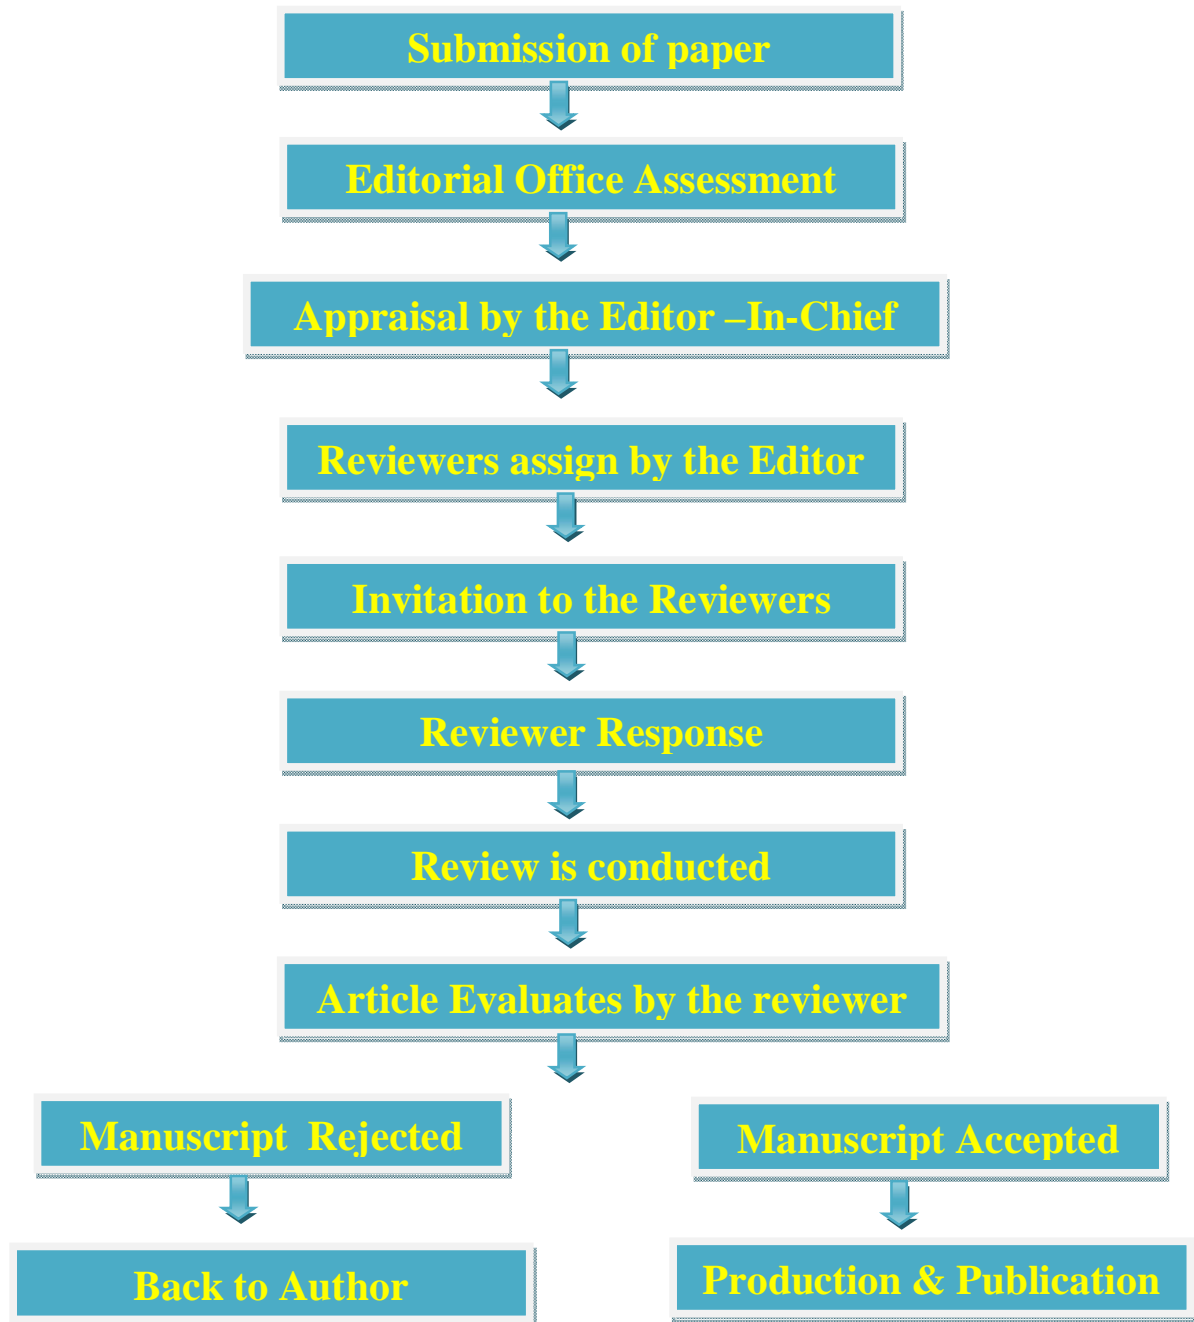 Submission of paper
Editorial Office Assessment
Appraisal by the Editor –In-Chief
Reviewers assign by the Editor
Invitation to the Reviewers
Reviewer Response
Review is conducted
Article Evaluates by the reviewer
Manuscript Rejected
Manuscript Accepted
Back to Author
Production & Publication